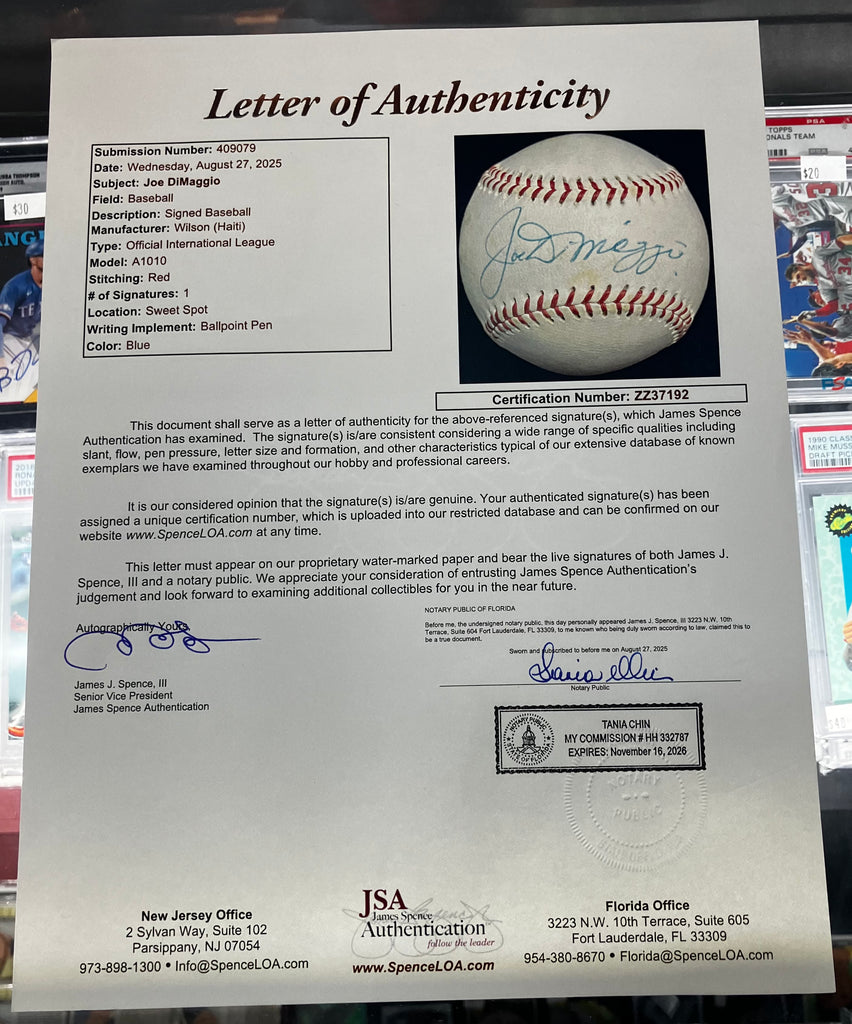 Letter of Authenticity
Submission Number: 409079
Date: Wednesday, August 27, 2025
Subject: Joe DiMaggio
Field: Baseball
Description: Signed Baseball
Manufacturer: Wilson (Haiti)
Type: Official International League
Model: A1010
Stitching: Red
# of Signatures: 1
Location: Sweet Spot
Writing Implement: Ballpoint Pen
Color: Blue
Joe DiMaggio
Certification Number: ZZ37192
This document shall serve as a letter of authenticity for the above-referenced signature(s), which James Spence
Authentication has examined. The signature(s) is/are consistent considering a wide range of specific qualities including
slant, flow, pen pressure, letter size and formation, and other characteristics typical of our extensive database of known
exemplars we have examined throughout our hobby and professional careers.
It is our considered opinion that the signature(s) is/are genuine. Your authenticated signature(s) has been
assigned a unique certification number, which is uploaded into our restricted database and can be confirmed on our
website www.SpenceLOA.com at any time.
This letter must appear on our proprietary water-marked paper and bear the live signatures of both James J.
Spence, III and a notary public. We appreciate your consideration of entrusting James Spence Authentication's
judgement and look forward to examining additional collectibles for you in the near future.
Autographically Yours,
James J. Spence, III
Senior Vice President
James Spence Authentication
NOTARY PUBLIC OF FLORIDA
Before me, the undersigned notary public, this day personally appeared James J. Spence, III 3223 N.W. 10th
Terrace, Suite 604 Fort Lauderdale, FL 33309, to me known who being duly sworn according to law, claimed this to
be a true document.
Sworn and subscribed to before me on August 27, 2025
Notary Public
NOTARY PUBLIC
STATE OF FLORIDA
TANIA CHIN
MY COMMISSION # HH 332787
EXPIRES: November 16, 2026
NOTARY
PUBLIC
New Jersey Office
2 Sylvan Way, Suite 102
Parsippany, NJ 07054
973-898-1300 • Info@SpenceLOA.com
JSA
James Spence
Authentication
follow the leader
www.SpenceLOA.com
Florida Office
3223 N.W. 10th Terrace, Suite 605
Fort Lauderdale, FL 33309
954-380-8670 • Florida@SpenceLOA.com
$30
PSA
TOPPS
ONALS TEAM
$20
34
1990 CLAS
MIKE MUSS
DRAFT PIC